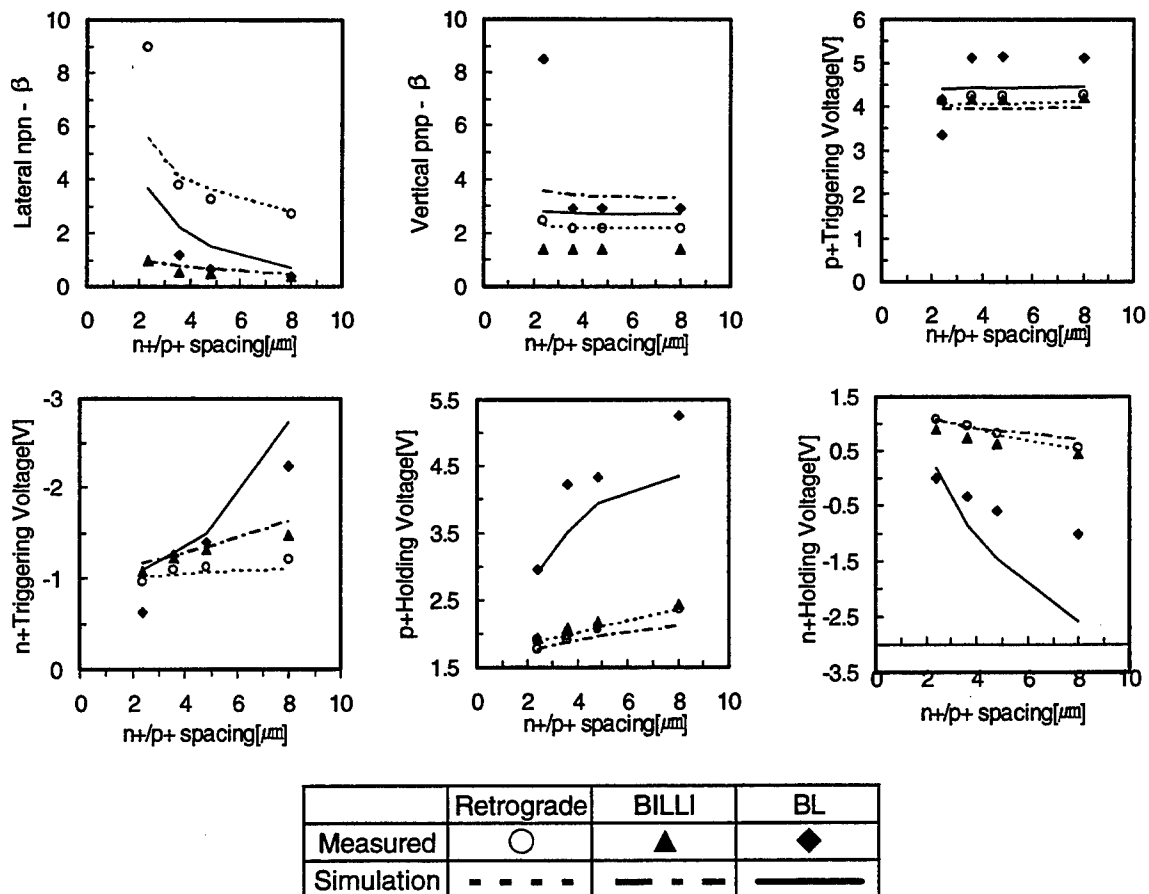 Lateral npn - β
10
8
6
4
2
0
0 2 4 6 8 10
n+/p+ spacing[μm]
Vertical pnp - β
10
8
6
4
2
0
0 2 4 6 8 10
n+/p+ spacing[μm]
p+Triggering Voltage[V]
6
5
4
3
2
1
0
0 2 4 6 8 10
n+/p+ spacing[μm]
n+Triggering Voltage[V]
-3
-2
-1
0
0 2 4 6 8 10
n+/p+ spacing[μm]
p+Holding Voltage[V]
5.5
4.5
3.5
2.5
1.5
0 2 4 6 8 10
n+/p+ spacing[μm]
n+Holding Voltage[V]
1.5
0.5
-0.5
-1.5
-2.5
-3.5
0 2 4 6 8 10
n+/p+ spacing[μm]
Retrograde BILLI BL
Measured
Simulation